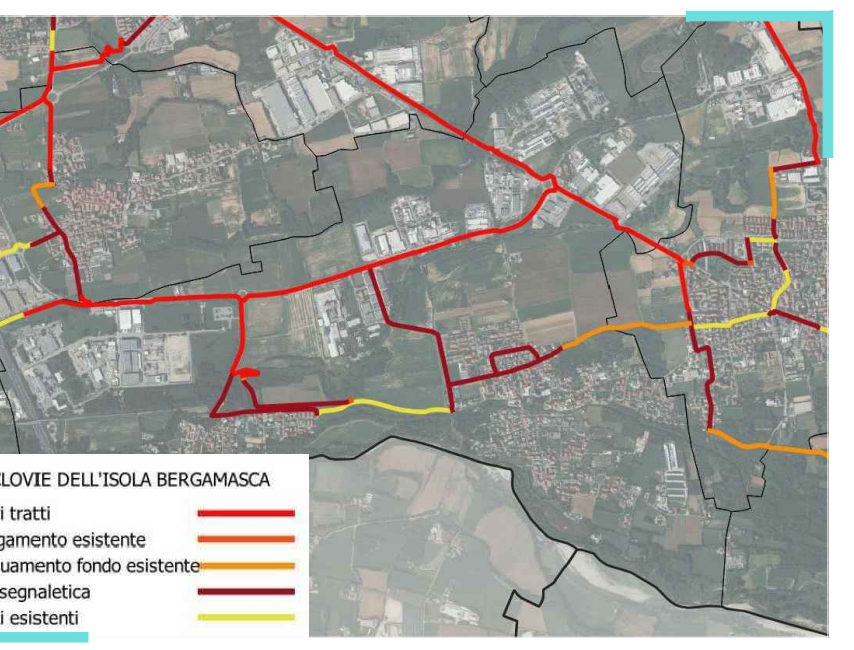 CLOVIE DELL'ISOLA BERGAMASCA
i tratti
gamento esistente
uamento fondo esistente
segnaletica
i esistenti